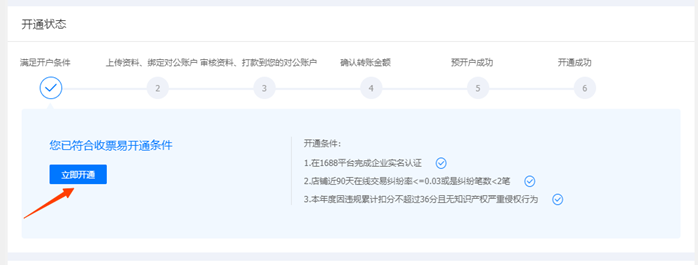 开通状态
满足开户条件 上传资料、绑定对公账户 审核资料、打款到您的对公账户 确认转账金额 预开户成功 开通成功
2 3 4 5 6
您已符合收票易开通条件
立即开通
开通条件：
1.在1688平台完成企业实名认证
2.店铺近90天在线交易纠纷率<=0.03或是纠纷笔数<2笔
3.本年度因违规累计扣分不超过36分且无知识产权严重侵权行为